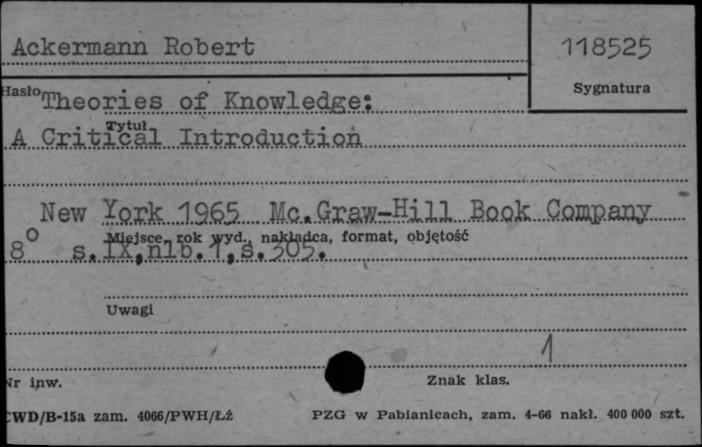 Ackermann Robert
118525
Hasło
Sygnatura
Theories of Knowledge:
Tytuł
A Critical Introduction
New York 1965 Mc.Graw-Hill Book Company
Miejsce, rok wyd., nakładca, format, objętość
8° s.IX,nlb.1,s.305.
Uwagi
1
Nr inw.
Znak klas.
CWD/B-15a zam. 4066/PWH/Łź
PZG w Pabianicach, zam. 4-66 nakł. 400 000 szt.